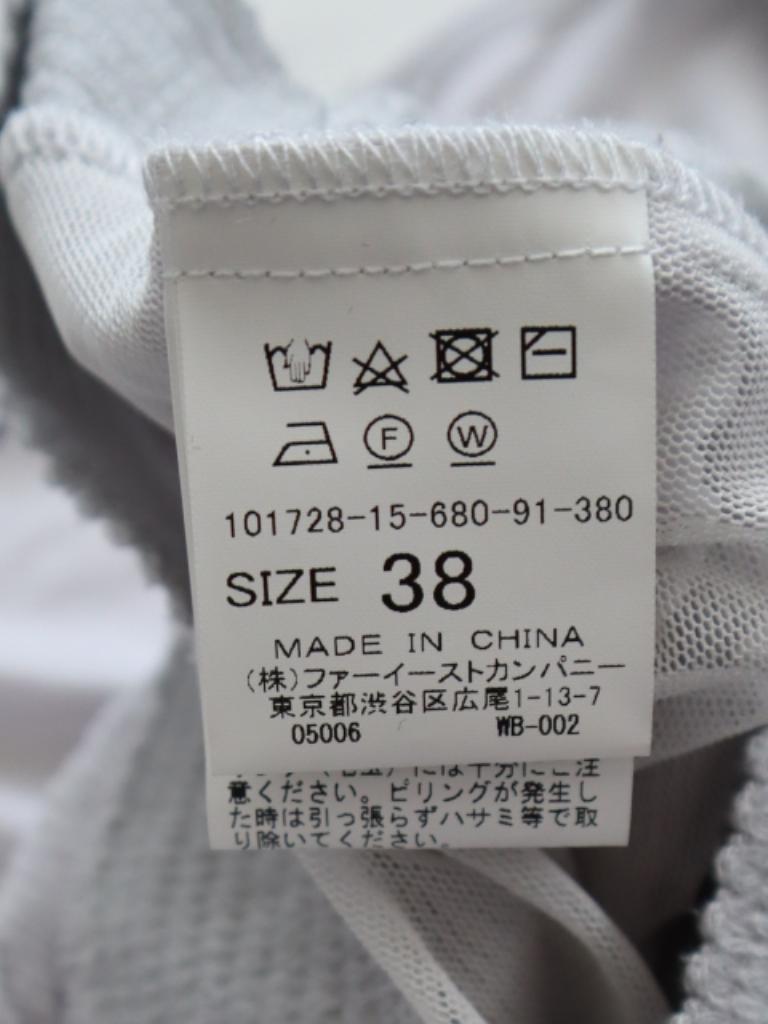 F W
101728-15-680-91-380
SIZE 38
MADE IN CHINA
(株)ファーイーストカンパニー
東京都渋谷区広尾1-13-7
05006 WB-002
には十分にご注
意ください。ピリングが発生し
た時は引っ張らずハサミ等で取
り除いてください。